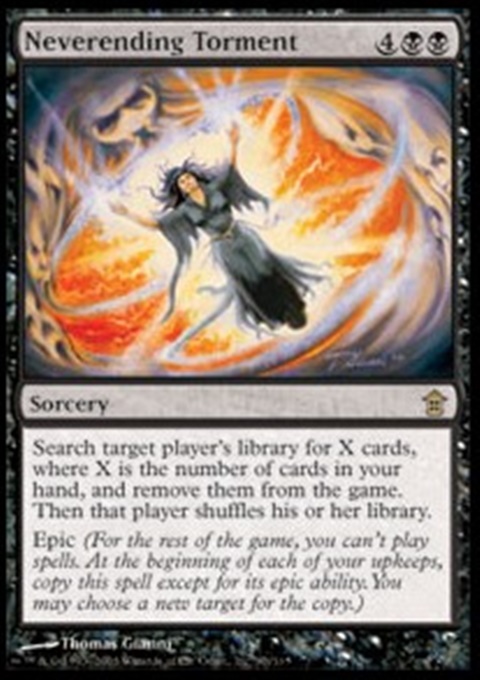 Neverending Torment 4
Sorcery
Search target player's library for X cards,
where X is the number of cards in your
hand, and remove them from the game.
Then that player shuffles his or her library.
Epic (For the rest of the game, you can't play
spells. At the beginning of each of your upkeeps,
copy this spell except for its epic ability. You
may choose a new target for the copy.)
Thomas Gianni